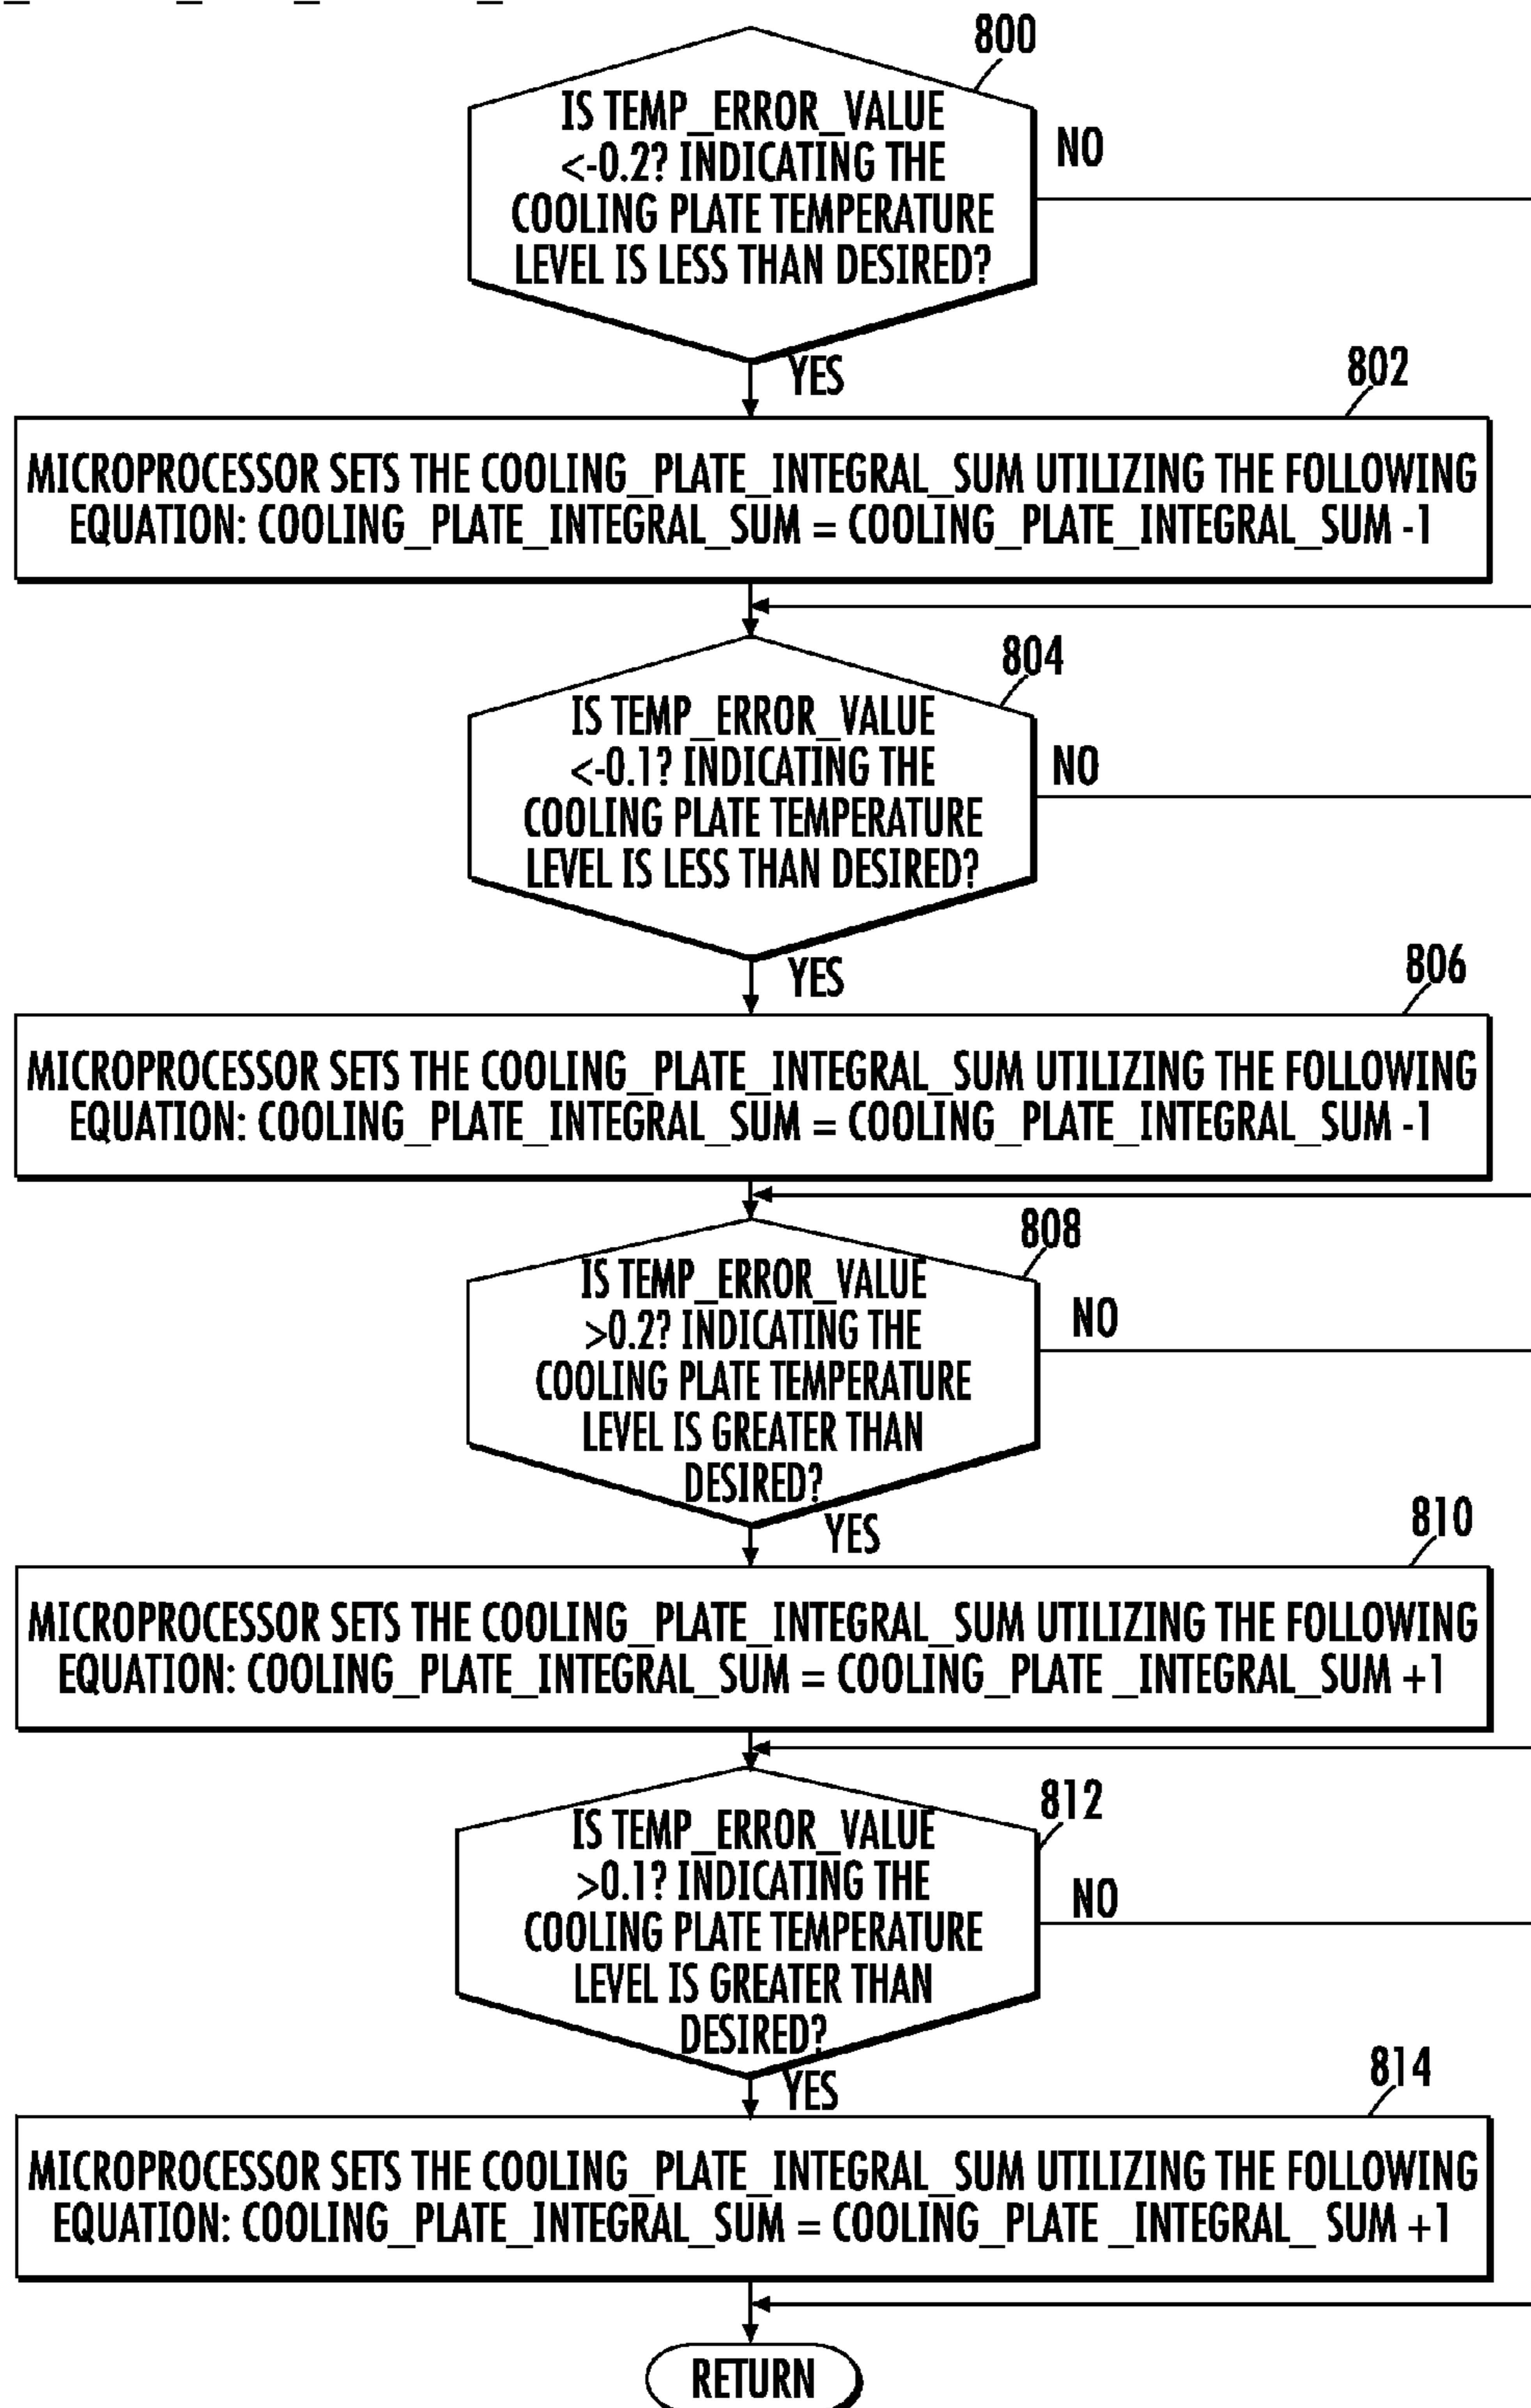 800
IS TEMP_ERROR_VALUE
<-0.2? INDICATING THE
COOLING PLATE TEMPERATURE
LEVEL IS LESS THAN DESIRED?
NO
YES
802
MICROPROCESSOR SETS THE COOLING_PLATE_INTEGRAL_SUM UTILIZING THE FOLLOWING
EQUATION: COOLING_PLATE_INTEGRAL_SUM = COOLING_PLATE_INTEGRAL_SUM -1
804
IS TEMP_ERROR_VALUE
<-0.1? INDICATING THE
COOLING PLATE TEMPERATURE
LEVEL IS LESS THAN DESIRED?
NO
YES
806
MICROPROCESSOR SETS THE COOLING_PLATE_INTEGRAL_SUM UTILIZING THE FOLLOWING
EQUATION: COOLING_PLATE_INTEGRAL_SUM = COOLING_PLATE_INTEGRAL_SUM -1
808
IS TEMP_ERROR_VALUE
>0.2? INDICATING THE
COOLING PLATE TEMPERATURE
LEVEL IS GREATER THAN
DESIRED?
NO
YES
810
MICROPROCESSOR SETS THE COOLING_PLATE_INTEGRAL_SUM UTILIZING THE FOLLOWING
EQUATION: COOLING_PLATE_INTEGRAL_SUM = COOLING_PLATE _INTEGRAL_SUM +1
812
IS TEMP_ERROR_VALUE
>0.1? INDICATING THE
COOLING PLATE TEMPERATURE
LEVEL IS GREATER THAN
DESIRED?
NO
YES
814
MICROPROCESSOR SETS THE COOLING_PLATE_INTEGRAL_SUM UTILIZING THE FOLLOWING
EQUATION: COOLING_PLATE_INTEGRAL_SUM = COOLING_PLATE _INTEGRAL_ SUM +1
RETURN